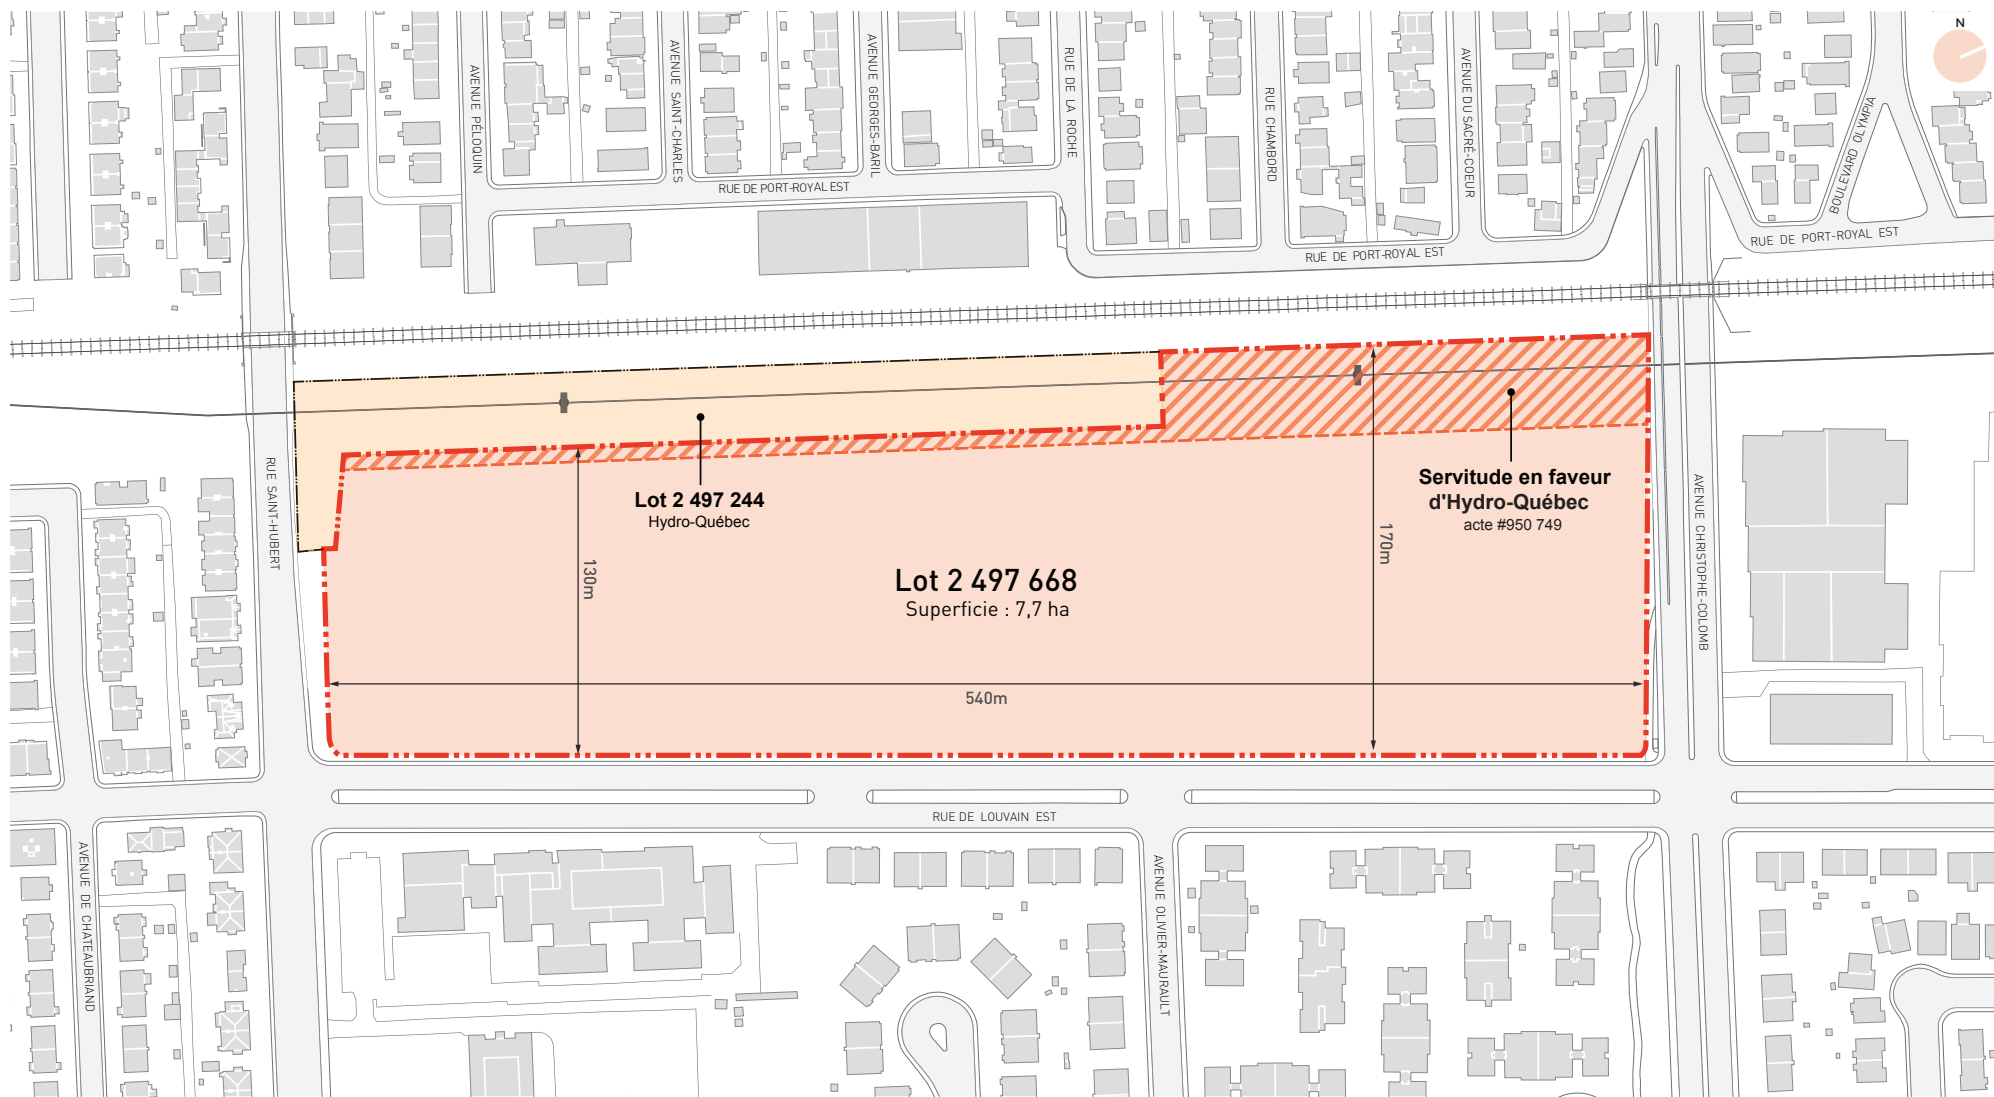 N
AVENUE PÉLOQUIN
AVENUE SAINT-CHARLES
AVENUE GEORGES-BARIL
RUE DE LA ROCHE
RUE CHAMBORD
AVENUE DU SACRÉ-COEUR
BOULEVARD OLYMPIA
RUE DE PORT-ROYAL EST
RUE DE PORT-ROYAL EST
RUE DE PORT-ROYAL EST
RUE SAINT-HUBERT
Lot 2 497 244
Hydro-Québec
Servitude en faveur
d'Hydro-Québec
acte #950 749
130m
170m
Lot 2 497 668
Superficie : 7,7 ha
540m
AVENUE CHRISTOPHE-COLOMB
RUE DE LOUVAIN EST
AVENUE DE CHATEAUBRIAND
AVENUE OLIVIER-MAURAULT